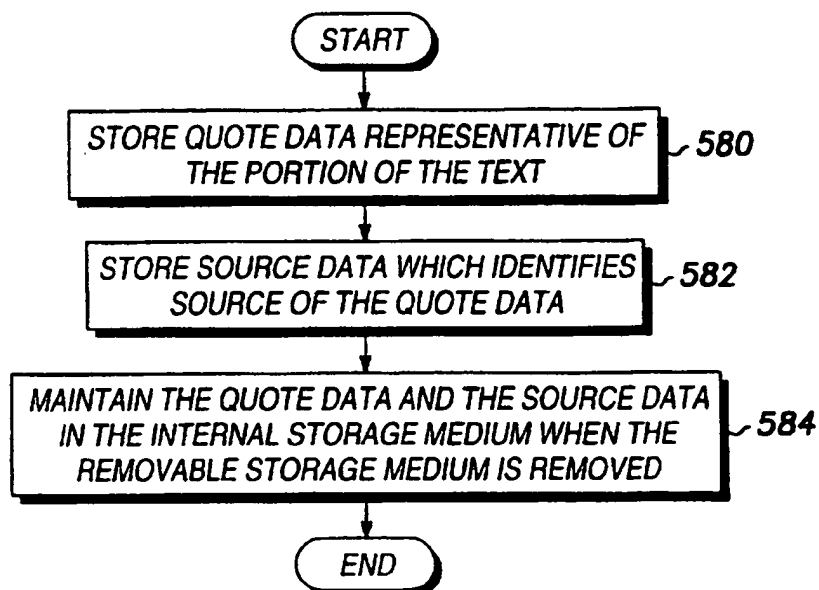 START
STORE QUOTE DATA REPRESENTATIVE OF
THE PORTION OF THE TEXT
580
STORE SOURCE DATA WHICH IDENTIFIES
SOURCE OF THE QUOTE DATA
582
MAINTAIN THE QUOTE DATA AND THE SOURCE DATA
IN THE INTERNAL STORAGE MEDIUM WHEN THE
REMOVABLE STORAGE MEDIUM IS REMOVED
584
END